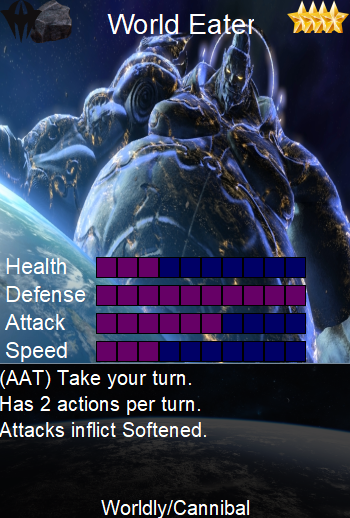 World Eater
Health
Defense
Attack
Speed
(AAT) Take your turn.
Has 2 actions per turn.
Attacks inflict Softened.
Worldly/Cannibal